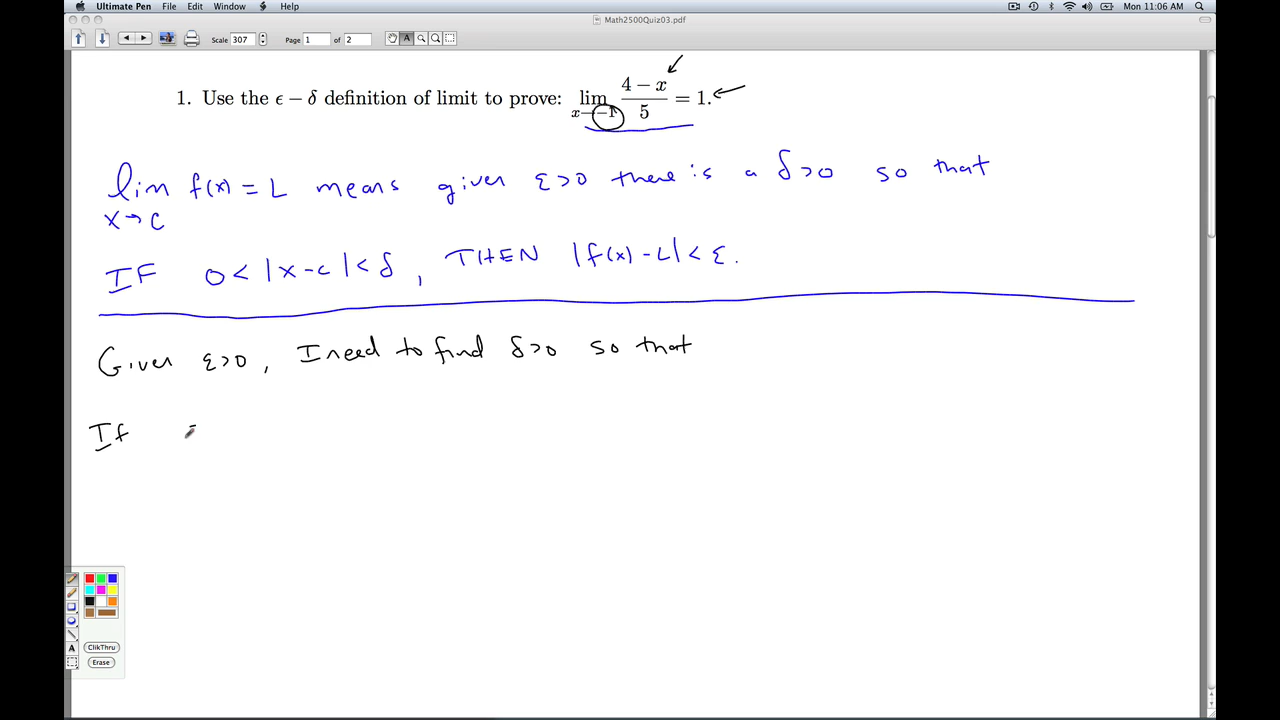 Ultimate Pen File Edit Window Help Mon 11:06 AM
Math2500Quiz03.pdf
Scale 307 Page 1 of 2 A
1. Use the ϵ − δ definition of limit to prove: lim x→−1 (4 − x)/5 = 1.
lim x→c f(x) = L means given ε>0 there is a δ>0 so that
IF 0 < |x-c| < δ, THEN |f(x)-L| < ε.
Given ε>0, I need to find δ>0 so that
If
A
ClikThru
Erase